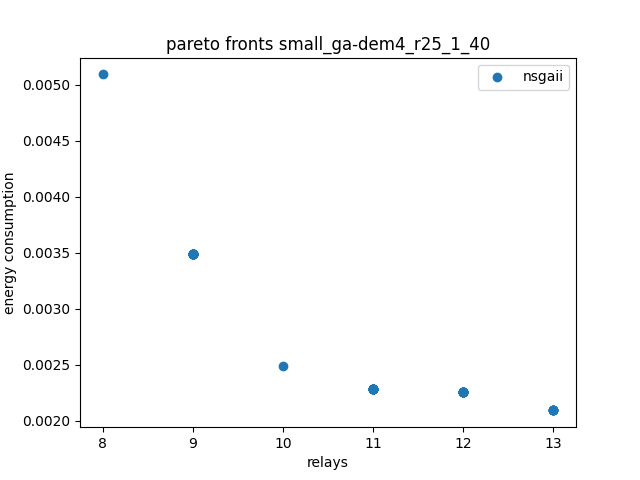 pareto fronts small_ga-dem4_r25_1_40
nsgaii
energy consumption
0.0050
0.0045
0.0040
0.0035
0.0030
0.0025
0.0020
8 9 10 11 12 13
relays